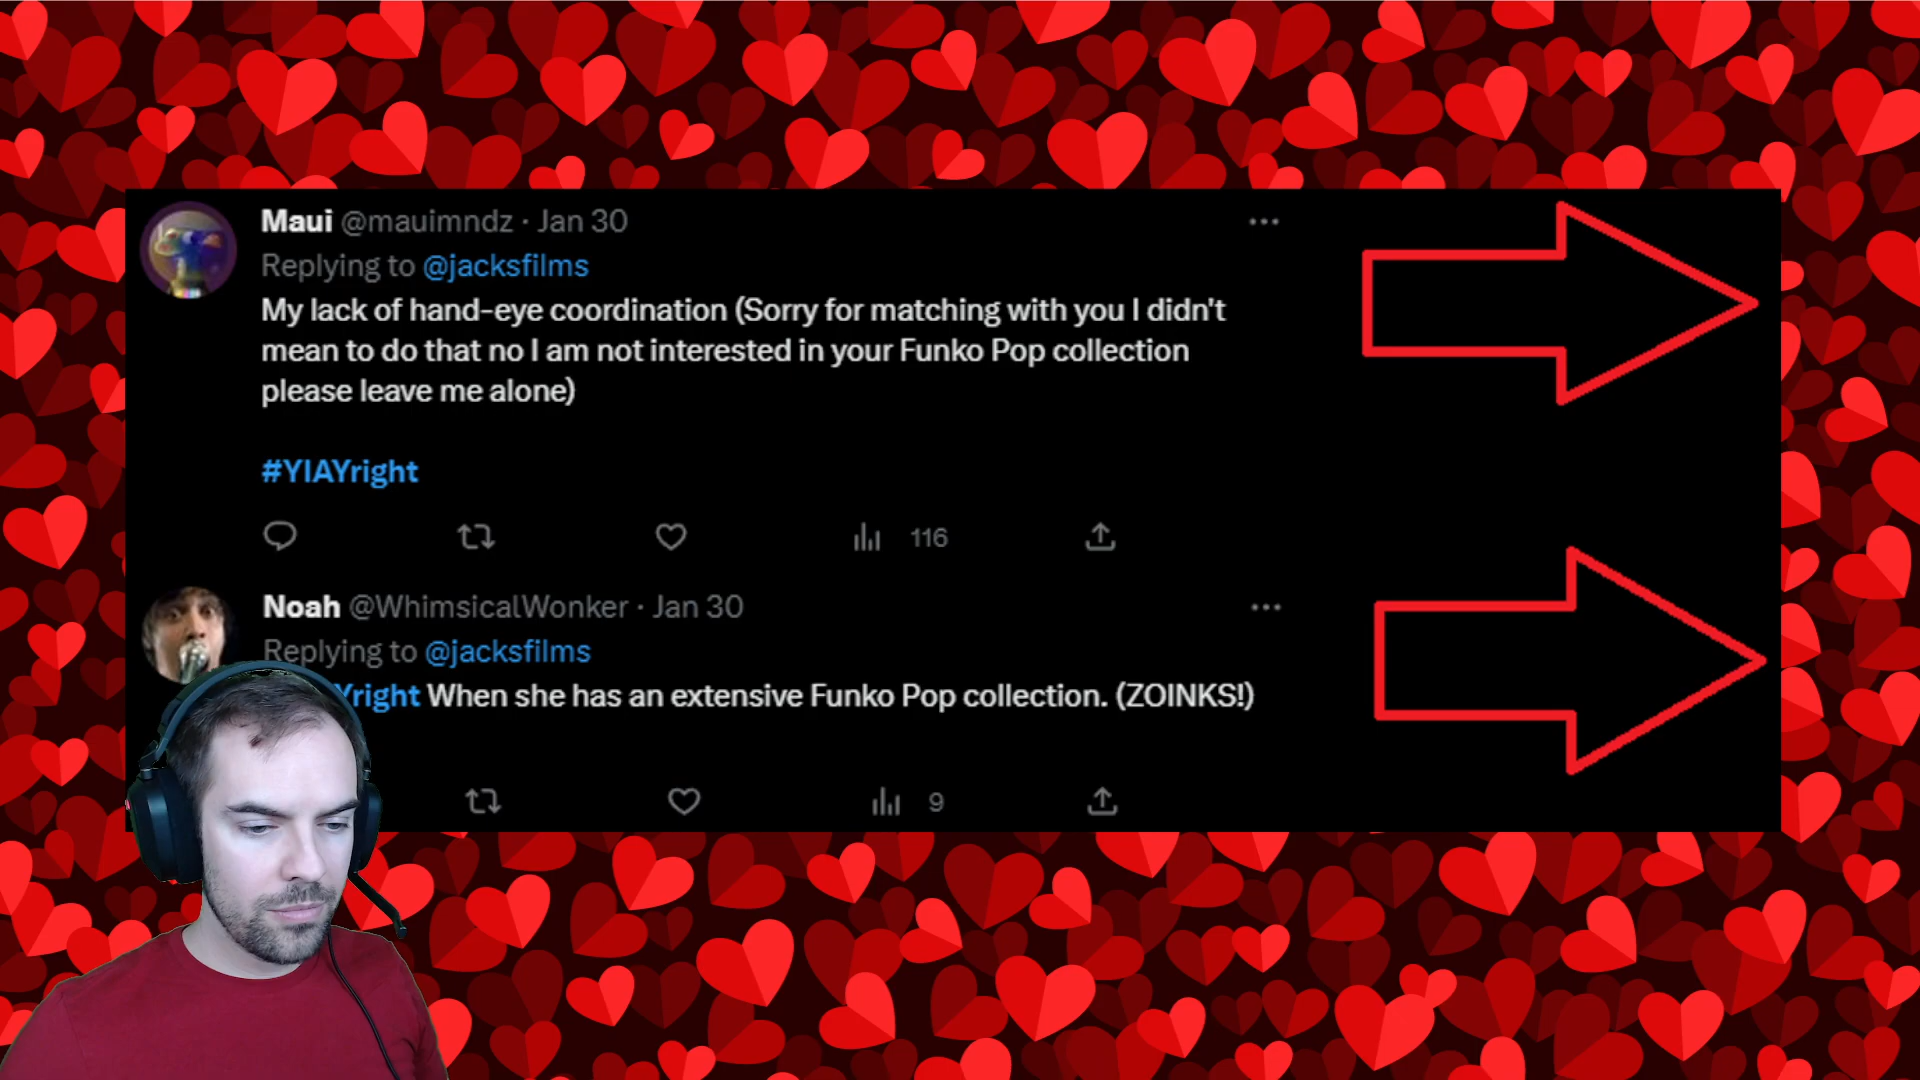 Maui @mauimndz · Jan 30
Replying to @jacksfilms
My lack of hand-eye coordination (Sorry for matching with you I didn't
mean to do that no I am not interested in your Funko Pop collection
please leave me alone)
#YIAYright
116
Noah @WhimsicalWonker · Jan 30
Replying to @jacksfilms
Yright When she has an extensive Funko Pop collection. (ZOINKS!)
9